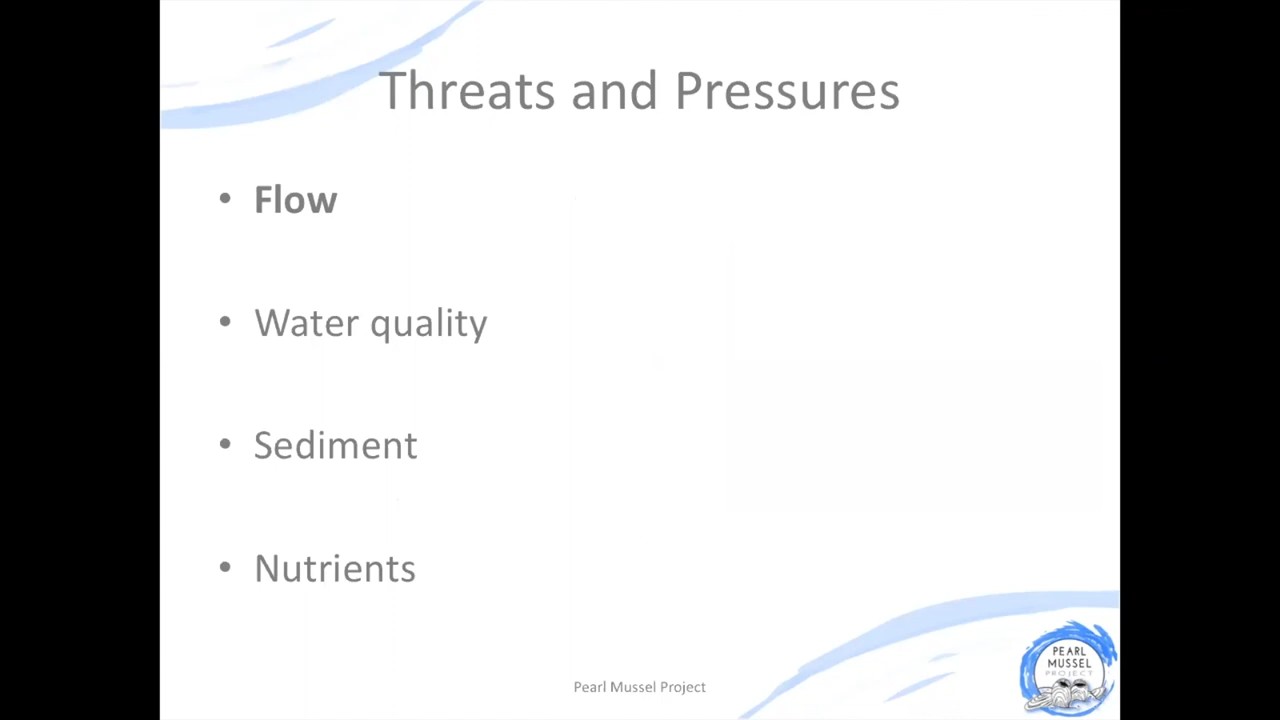 Threats and Pressures
• Flow
• Water quality
• Sediment
• Nutrients
Pearl Mussel Project
PEARL
MUSSEL
PROJECT